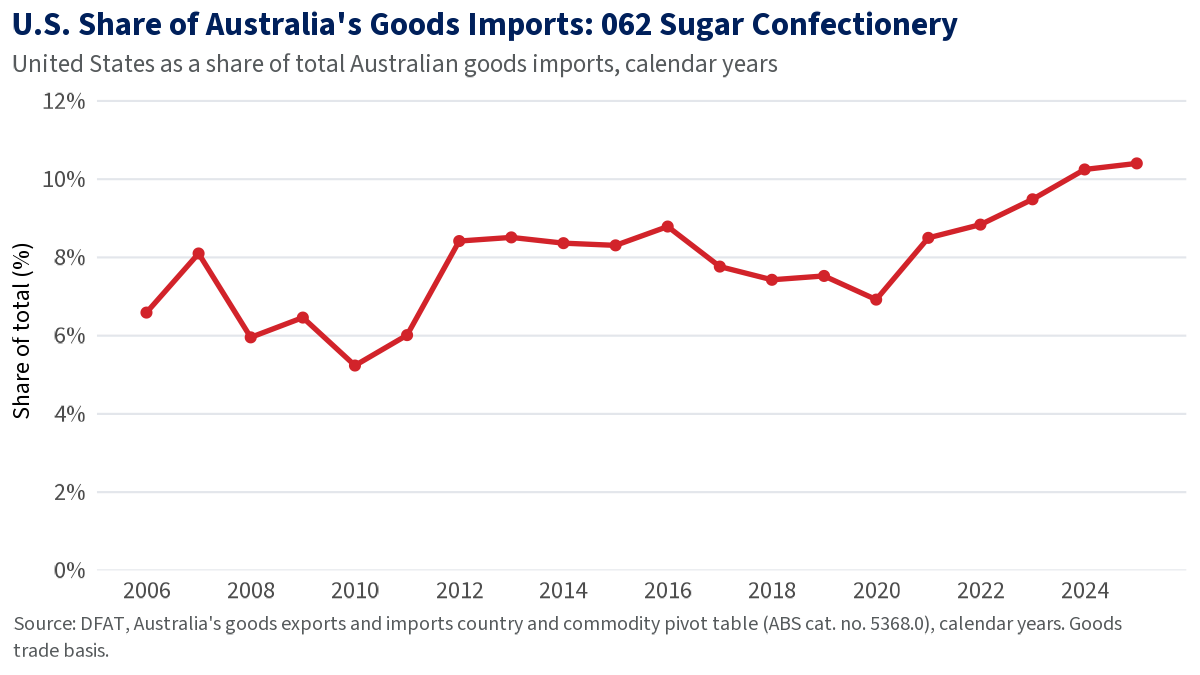 U.S. Share of Australia's Goods Imports: 062 Sugar Confectionery
United States as a share of total Australian goods imports, calendar years
Share of total (%)
12%
10%
8%
6%
4%
2%
0%
2006 2008 2010 2012 2014 2016 2018 2020 2022 2024
Source: DFAT, Australia's goods exports and imports country and commodity pivot table (ABS cat. no. 5368.0), calendar years. Goods
trade basis.